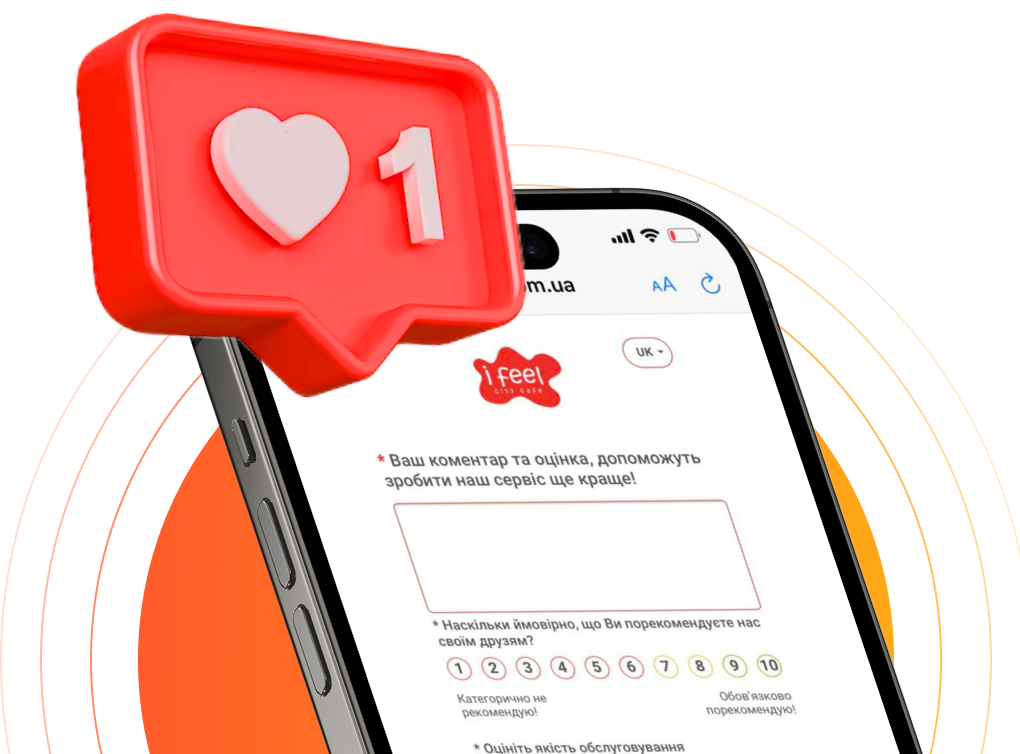 1
m.ua
AA
UK
i feel
city cafe
* Ваш коментар та оцінка, допоможуть
зробити наш сервіс ще краще!
* Наскільки ймовірно, що Ви порекомендуєте нас
своїм друзям?
1 2 3 4 5 6 7 8 9 10
Категорично не
рекомендую!
Обов'язково
порекомендую!
* Оцініть якість обслуговування